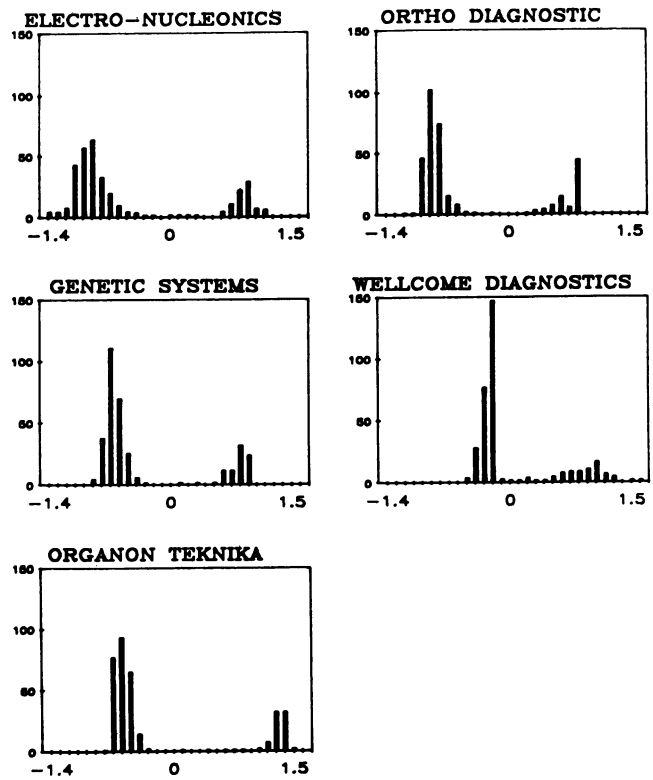 ELECTRO-NUCLEONICS
150
100
50
0
-1.4 0 1.5
ORTHO DIAGNOSTIC
150
100
50
0
-1.4 0 1.5
GENETIC SYSTEMS
150
100
50
0
-1.4 0 1.5
WELLCOME DIAGNOSTICS
150
100
50
0
-1.4 0 1.5
ORGANON TEKNIKA
150
100
50
0
-1.4 0 1.5